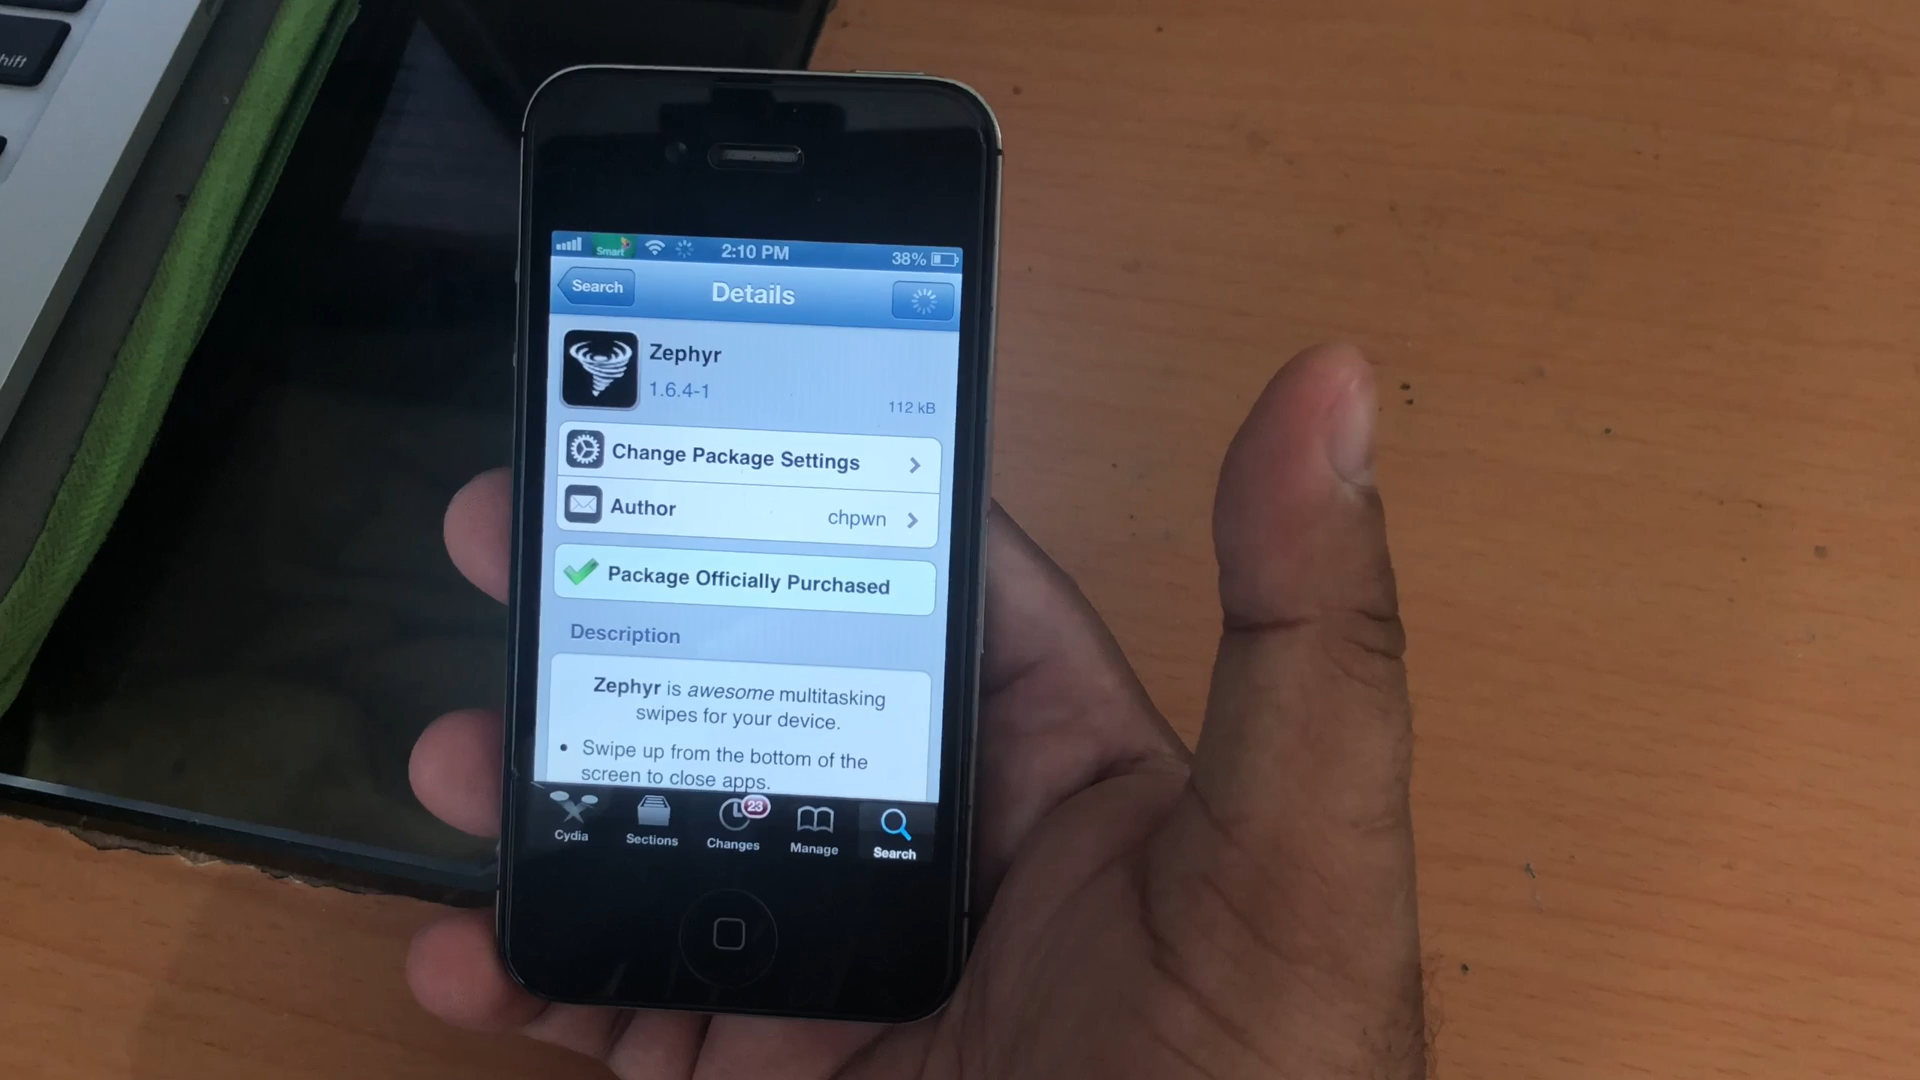 shift
Smart
2:10 PM
38%
Search
Details
Zephyr
1.6.4-1
112 kB
Change Package Settings
Author
chpwn
Package Officially Purchased
Description
Zephyr is awesome multitasking
swipes for your device.
• Swipe up from the bottom of the
screen to close apps.
23
Cydia
Sections
Changes
Manage
Search